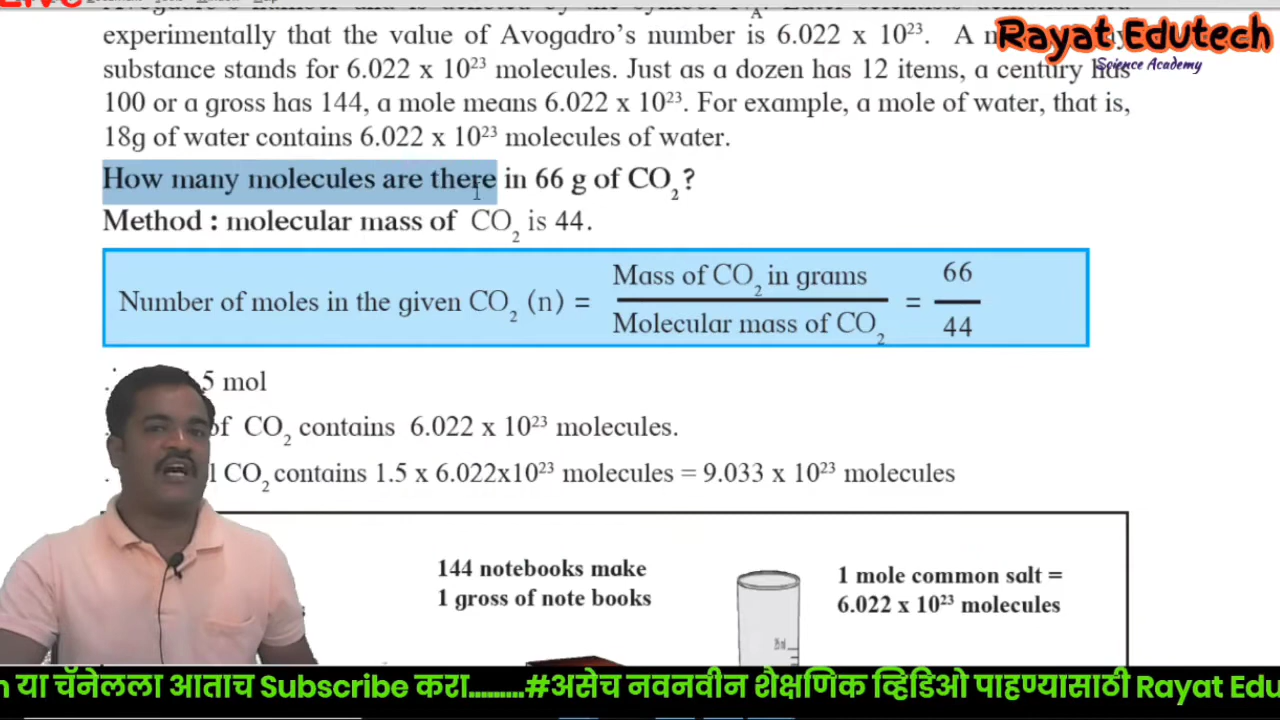 experimentally that the value of Avogadro's number is 6.022 x 10²³. A
Rayat Edutech
Science Academy
substance stands for 6.022 x 10²³ molecules. Just as a dozen has 12 items, a century has
100 or a gross has 144, a mole means 6.022 x 10²³. For example, a mole of water, that is,
18g of water contains 6.022 x 10²³ molecules of water.
How many molecules are there in 66 g of CO₂?
Method : molecular mass of CO₂ is 44.
Number of moles in the given CO₂ (n) = Mass of CO₂ in grams / Molecular mass of CO₂ = 66 / 44
5 mol
of CO₂ contains 6.022 x 10²³ molecules.
l CO₂ contains 1.5 x 6.022x10²³ molecules = 9.033 x 10²³ molecules
144 notebooks make
1 gross of note books
1 mole common salt =
6.022 x 10²³ molecules
या चॅनेलला आताच Subscribe करा.........#असेच नवनवीन शैक्षणिक व्हिडिओ पाहण्यासाठी Rayat Edu